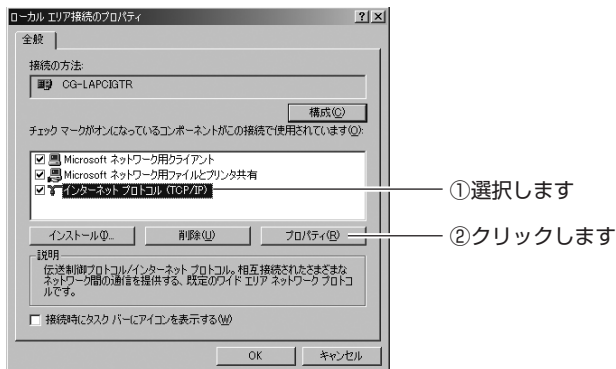 ローカル エリア接続のプロパティ
全般
接続の方法:
CG-LAPCIGTR
構成(C)
チェック マークがオンになっているコンポーネントがこの接続で使用されています(O):
Microsoft ネットワーク用クライアント
Microsoft ネットワーク用ファイルとプリンタ共有
インターネット プロトコル (TCP/IP)
①選択します
インストール(I)... 削除(U) プロパティ(R)
②クリックします
説明
伝送制御プロトコル/インターネット プロトコル。相互接続されたさまざまな
ネットワーク間の通信を提供する、既定のワイド エリア ネットワーク プロトコ
ルです。
接続時にタスク バーにアイコンを表示する(W)
OK キャンセル